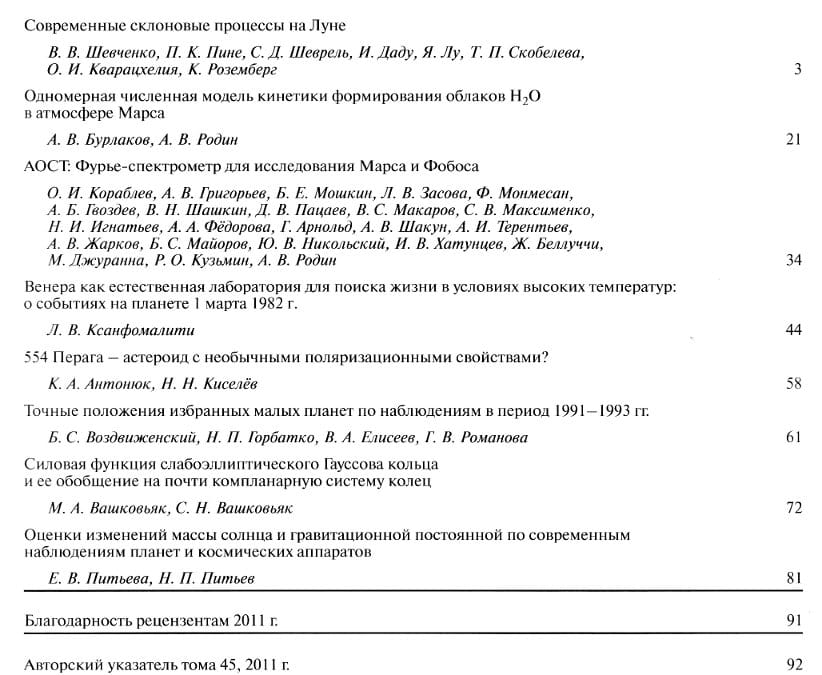 Современные склоновые процессы на Луне
В. В. Шевченко, П. К. Пине, С. Д. Шеврель, И. Даду, Я. Лу, Т. П. Скобелева,
О. И. Кварацхелия, К. Роземберг 3
Одномерная численная модель кинетики формирования облаков H₂O
в атмосфере Марса
А. В. Бурлаков, А. В. Родин 21
АОСТ: Фурье-спектрометр для исследования Марса и Фобоса
О. И. Кораблев, А. В. Григорьев, Б. Е. Мошкин, Л. В. Засова, Ф. Монмесан,
А. Б. Гвоздев, В. Н. Шашкин, Д. В. Пацаев, В. С. Макаров, С. В. Максименко,
Н. И. Игнатьев, А. А. Фёдорова, Г. Арнольд, А. В. Шакун, А. И. Терентьев,
А. В. Жарков, Б. С. Майоров, Ю. В. Никольский, И. В. Хатунцев, Ж. Беллуччи,
М. Джуранна, Р. О. Кузьмин, А. В. Родин 34
Венера как естественная лаборатория для поиска жизни в условиях высоких температур:
о событиях на планете 1 марта 1982 г.
Л. В. Ксанфомалити 44
554 Перага – астероид с необычными поляризационными свойствами?
К. А. Антонюк, Н. Н. Киселёв 58
Точные положения избранных малых планет по наблюдениям в период 1991–1993 гг.
Б. С. Воздвиженский, Н. П. Горбатко, В. А. Елисеев, Г. В. Романова 61
Силовая функция слабоэллиптического Гауссова кольца
и ее обобщение на почти компланарную систему колец
М. А. Вашковьяк, С. Н. Вашковьяк 72
Оценки изменений массы солнца и гравитационной постоянной по современным
наблюдениям планет и космических аппаратов
Е. В. Питьева, Н. П. Питьев 81
Благодарность рецензентам 2011 г. 91
Авторский указатель тома 45, 2011 г. 92